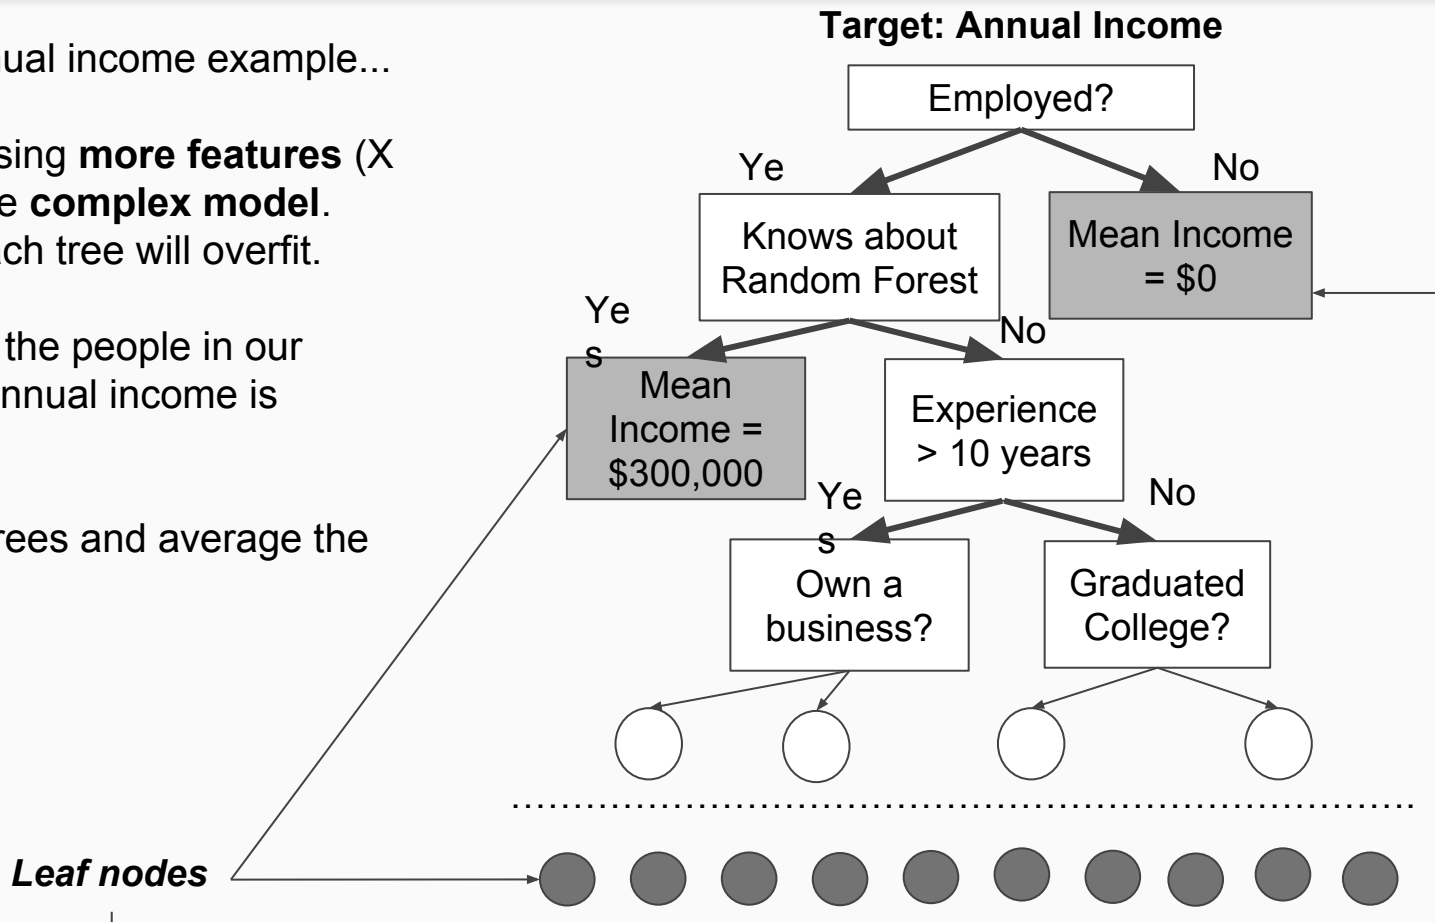 ual income example...
sing more features (X
e complex model.
ch tree will overfit.
the people in our
nnual income is
rees and average the
Leaf nodes
Target: Annual Income
Employed?
Ye
No
Knows about
Random Forest
Mean Income
= $0
Ye
s
No
Mean
Income =
$300,000
Experience
> 10 years
Ye
s
No
Own a
business?
Graduated
College?